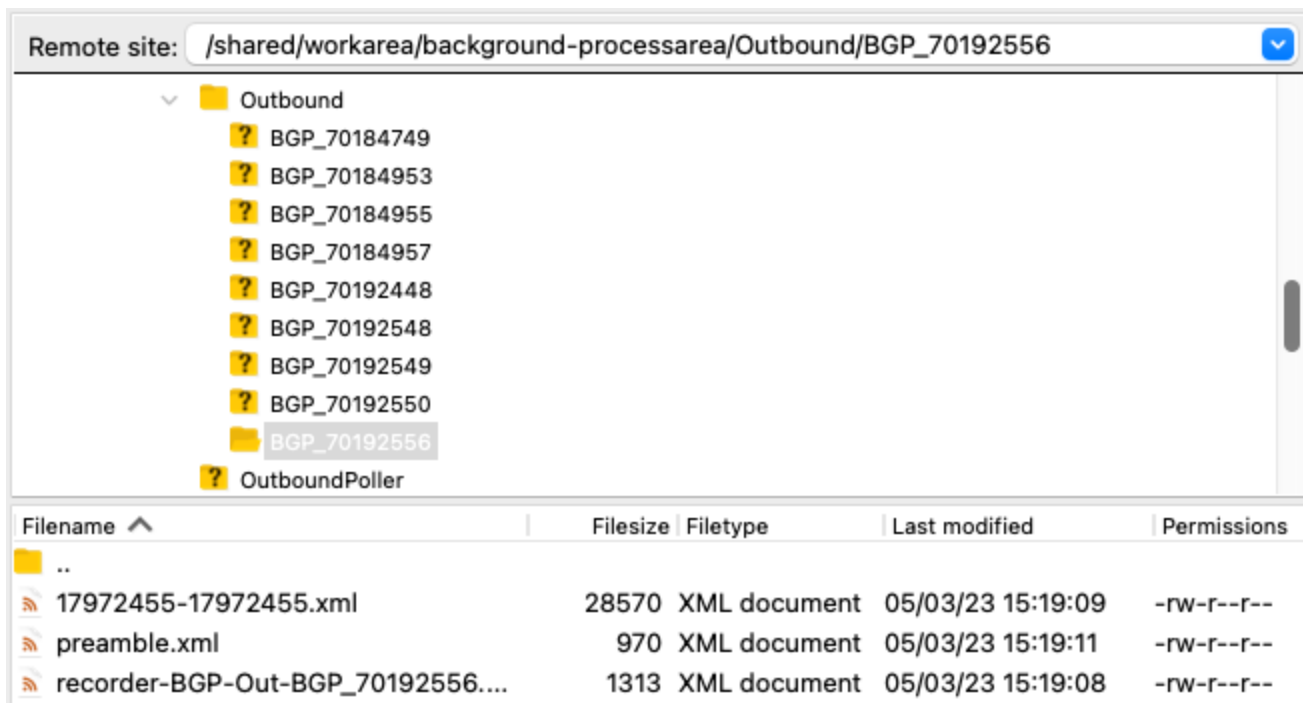 Remote site: /shared/workarea/background-processarea/Outbound/BGP_70192556
Outbound
? BGP_70184749
? BGP_70184953
? BGP_70184955
? BGP_70184957
? BGP_70192448
? BGP_70192548
? BGP_70192549
? BGP_70192550
BGP_70192556
? OutboundPoller
Filename Filesize Filetype Last modified Permissions
..
17972455-17972455.xml 28570 XML document 05/03/23 15:19:09 -rw-r--r--
preamble.xml 970 XML document 05/03/23 15:19:11 -rw-r--r--
recorder-BGP-Out-BGP_70192556.... 1313 XML document 05/03/23 15:19:08 -rw-r--r--